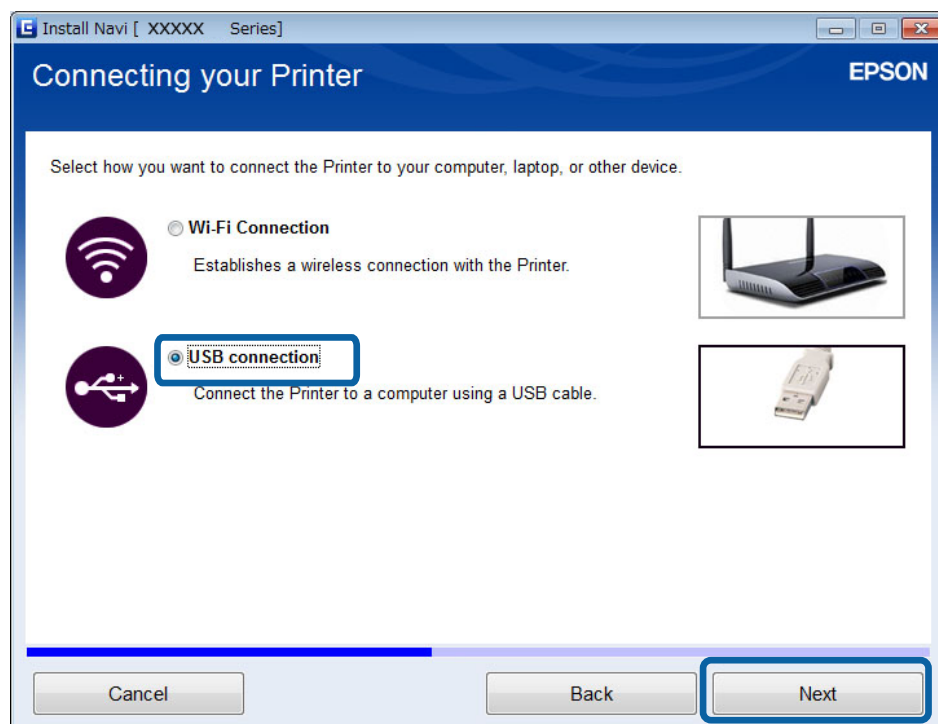 Install Navi [ XXXXX Series]
Connecting your Printer
EPSON
Select how you want to connect the Printer to your computer, laptop, or other device.
Wi-Fi Connection
Establishes a wireless connection with the Printer.
USB connection
Connect the Printer to a computer using a USB cable.
Cancel
Back
Next